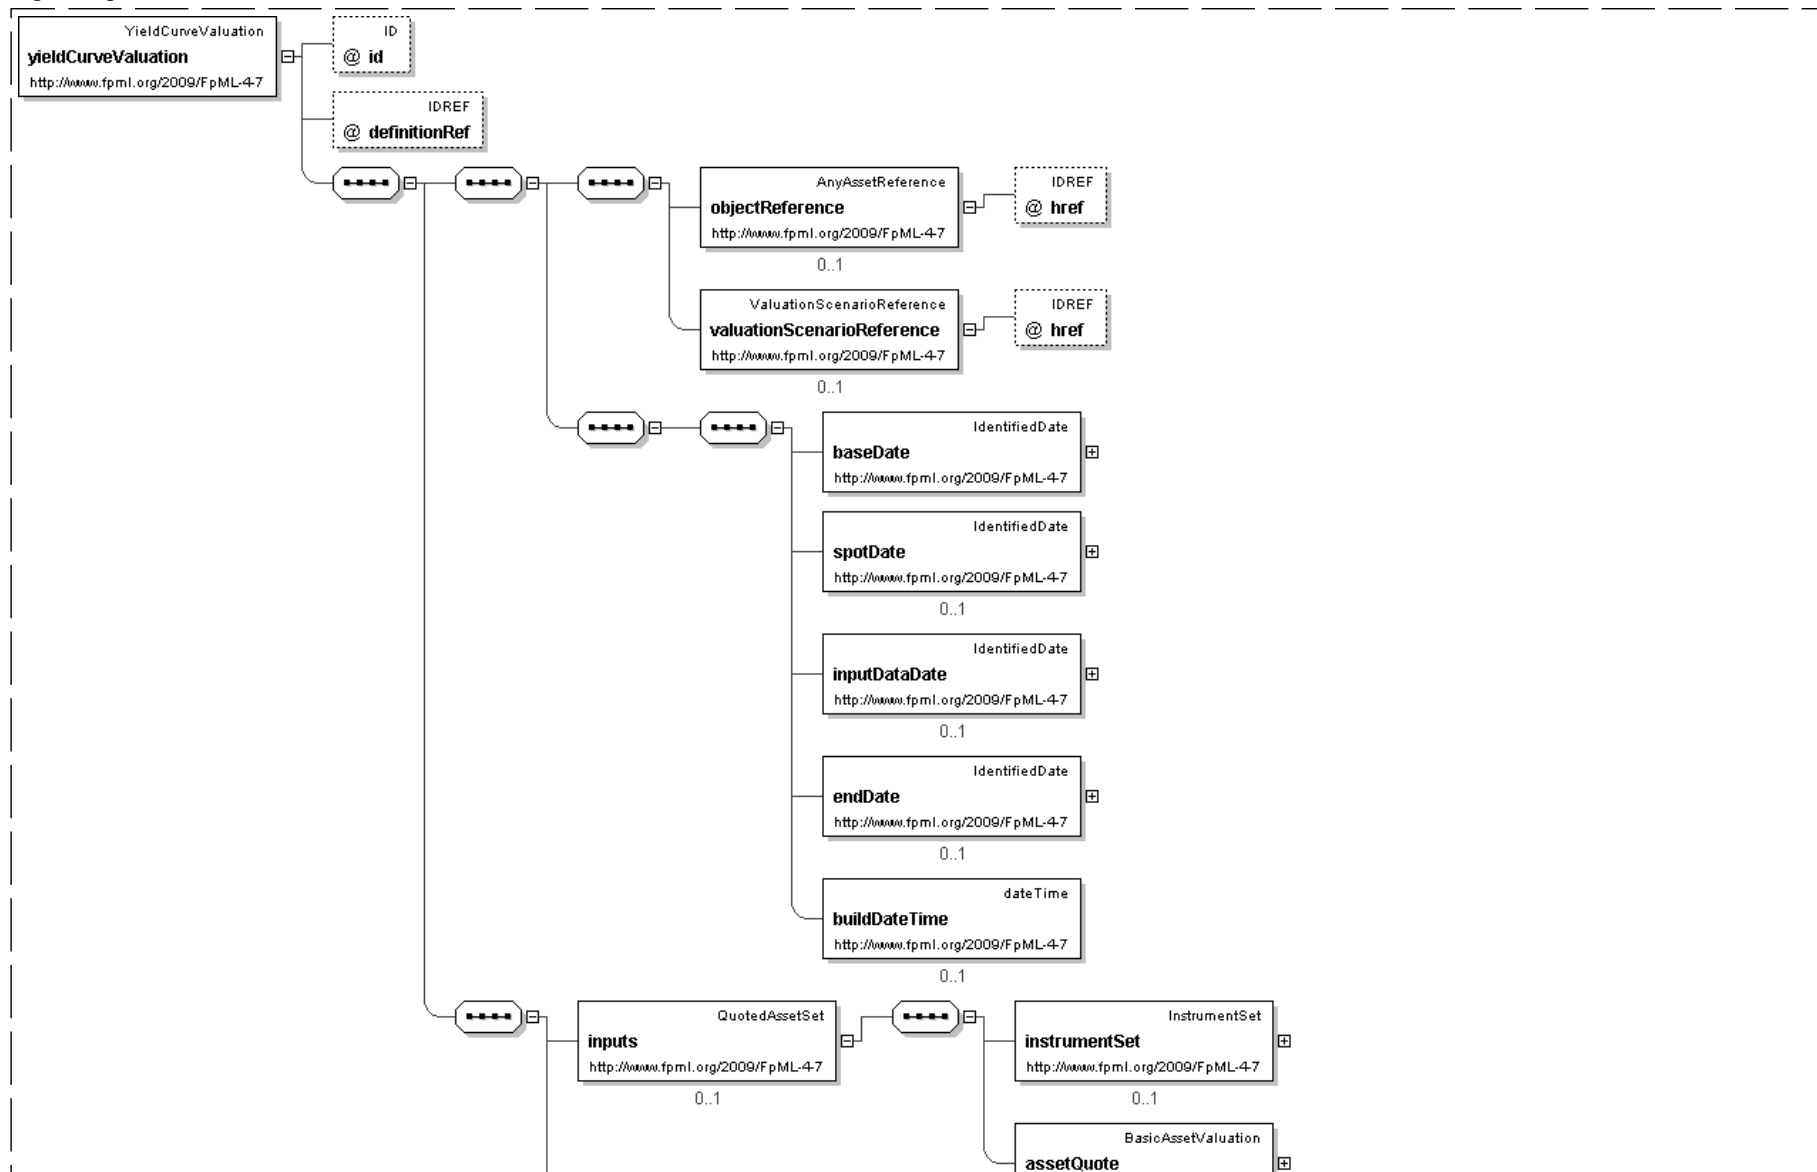 YieldCurveValuation
yieldCurveValuation
http://www.fpml.org/2009/FpML-4-7
ID
@ id
IDREF
@ definitionRef
AnyAssetReference
objectReference
http://www.fpml.org/2009/FpML-4-7
0..1
IDREF
@ href
ValuationScenarioReference
valuationScenarioReference
http://www.fpml.org/2009/FpML-4-7
0..1
IDREF
@ href
IdentifiedDate
baseDate
http://www.fpml.org/2009/FpML-4-7
IdentifiedDate
spotDate
http://www.fpml.org/2009/FpML-4-7
0..1
IdentifiedDate
inputDataDate
http://www.fpml.org/2009/FpML-4-7
0..1
IdentifiedDate
endDate
http://www.fpml.org/2009/FpML-4-7
0..1
dateTime
buildDateTime
http://www.fpml.org/2009/FpML-4-7
0..1
QuotedAssetSet
inputs
http://www.fpml.org/2009/FpML-4-7
0..1
InstrumentSet
instrumentSet
http://www.fpml.org/2009/FpML-4-7
0..1
BasicAssetValuation
assetQuote